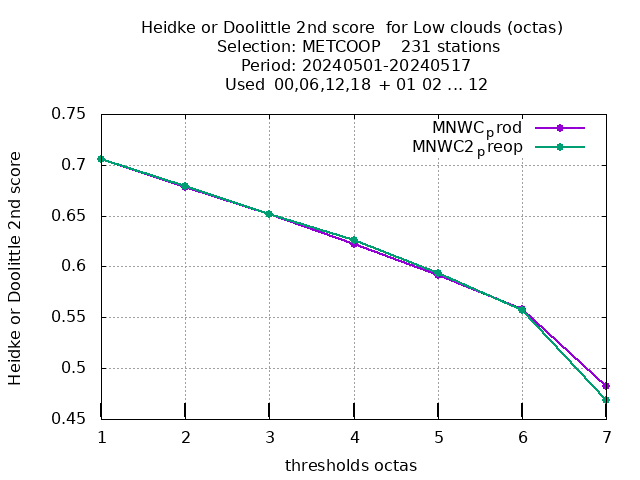 Heidke or Doolittle 2nd score  for Low clouds (octas)
Selection: METCOOP    231 stations
Period: 20240501-20240517
Used  00,06,12,18 + 01 02 ... 12
MNWCprod
MNWC2preop
Heidke or Doolittle 2nd score
0.75
0.7
0.65
0.6
0.55
0.5
0.45
1 2 3 4 5 6 7
thresholds octas